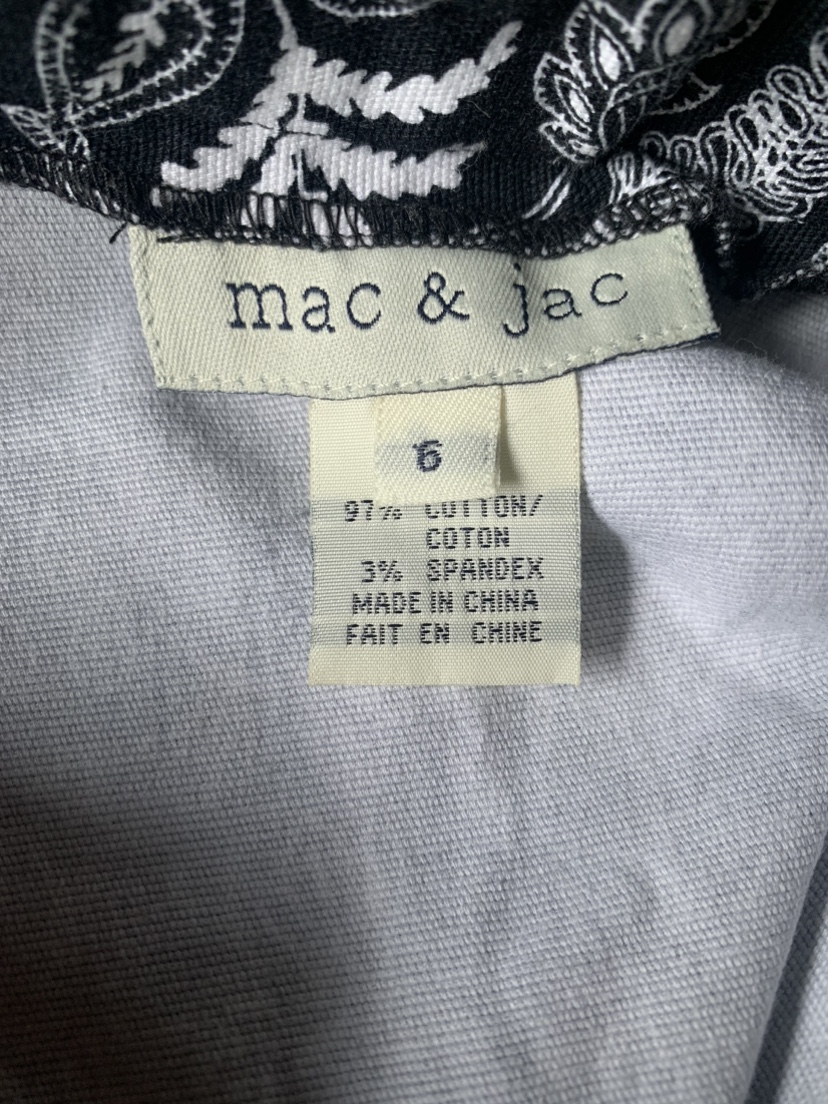 mac & jac
6
97% COTTON/
COTON
3% SPANDEX
MADE IN CHINA
FAIT EN CHINE